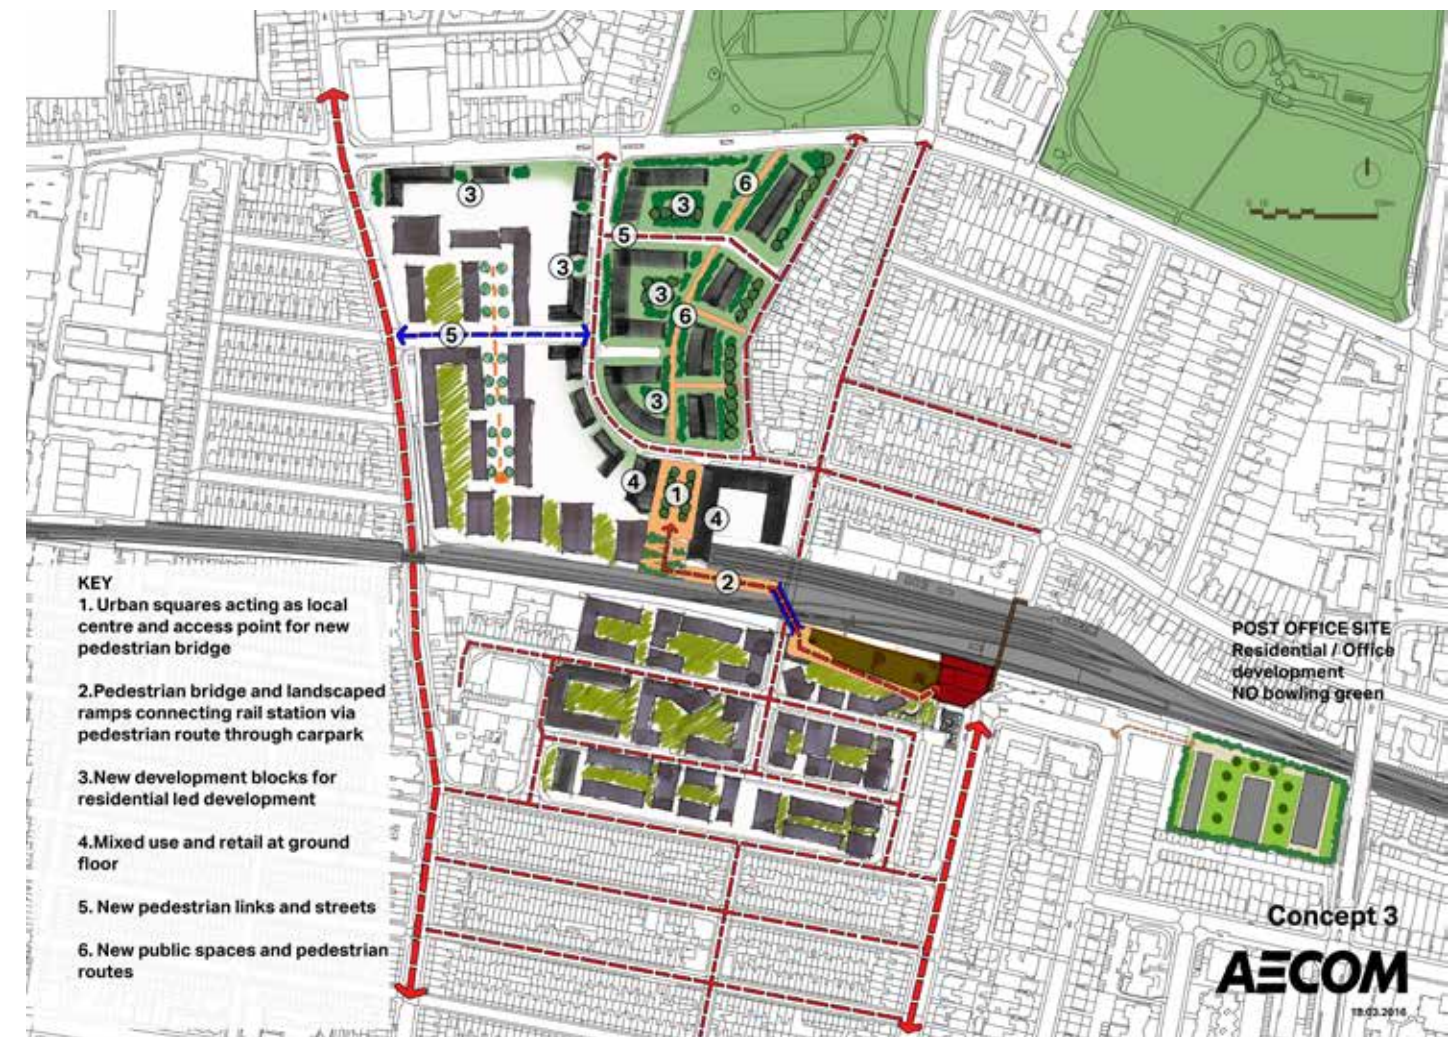 3
6
3
5
3
3
6
5
3
4
1
4
2
KEY
1. Urban squares acting as local
centre and access point for new
pedestrian bridge
2.Pedestrian bridge and landscaped
ramps connecting rail station via
pedestrian route through carpark
3.New development blocks for
residential led development
4.Mixed use and retail at ground
floor
5. New pedestrian links and streets
6. New public spaces and pedestrian
routes
POST OFFICE SITE
Residential / Office
development
NO bowling green
Concept 3
AECOM
18.03.2016